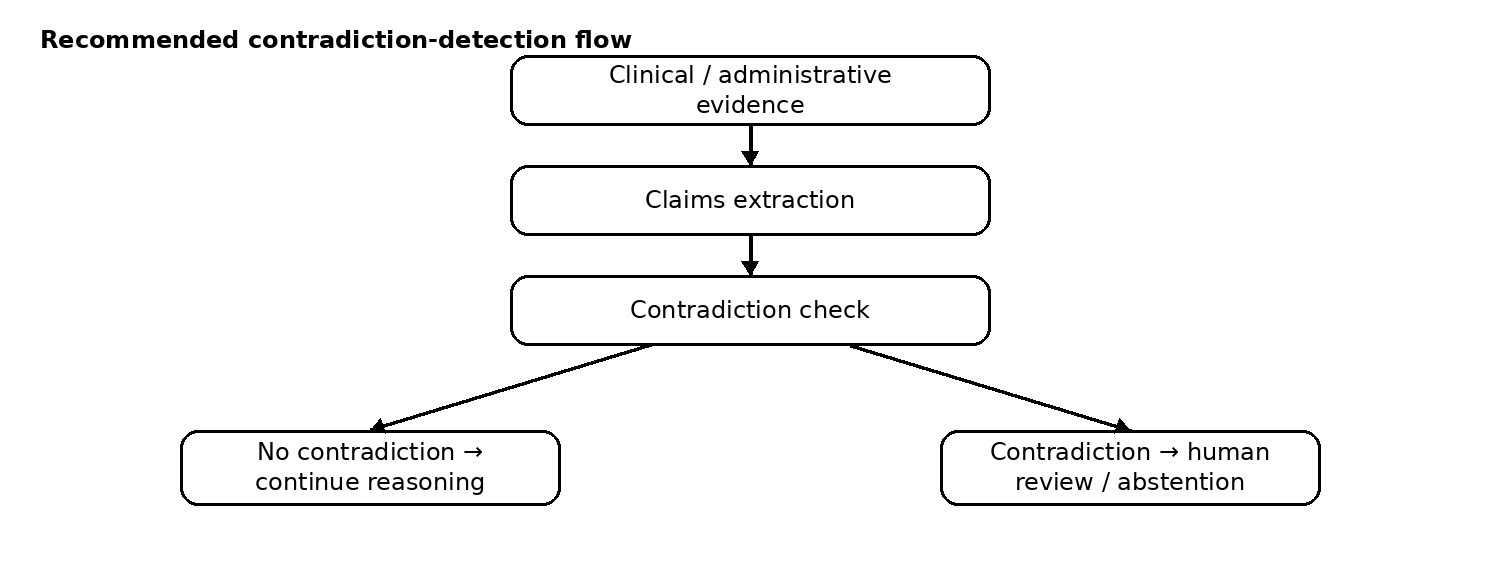 Recommended contradiction-detection flow
Clinical / administrative
evidence
Claims extraction
Contradiction check
No contradiction →
continue reasoning
Contradiction → human
review / abstention